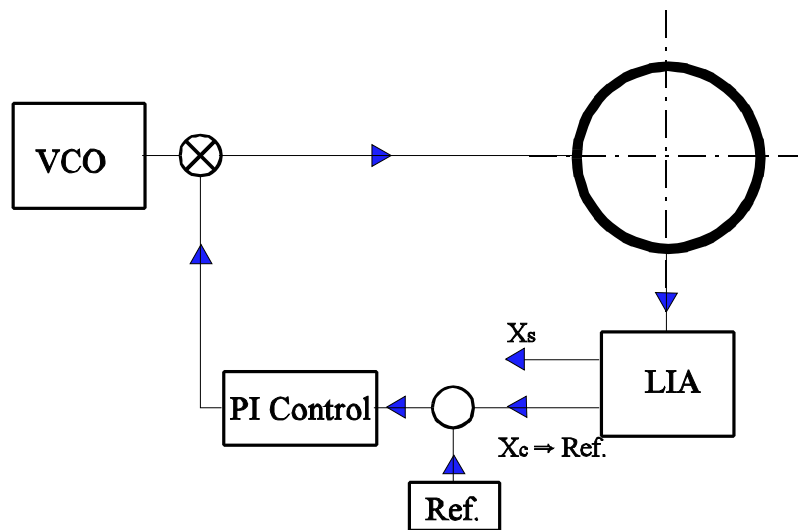 VCO
Xs
LIA
PI Control
Xc ⇒ Ref.
Ref.